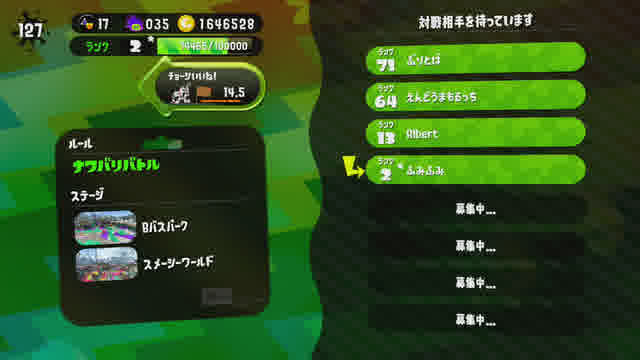 127
17
035
1646528
ランク 2
9466/100000
チョーシいいね!
14.5
ルール
ナワバリバトル
ステージ
Bバスパーク
スメーシーワールド
対戦相手を待っています
ランク 71 ぷりとば
ランク 64 えんどうまもるっち
ランク 13 Albert
ランク 2 ふみふみ
募集中...
募集中...
募集中...
募集中...